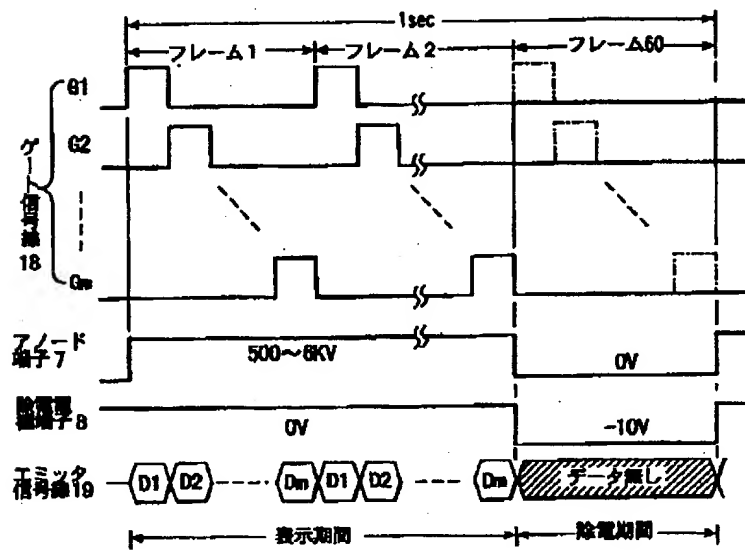 1sec
フレーム1
フレーム2
フレーム60
G1
G2
Gm
ゲート配線18
アノード
端子7
500〜6KV
0V
除電電
極端子8
0V
-10V
エミッタ
信号線19
D1 D2 Dm D1 D2 Dm データ無し
表示期間
除電期間